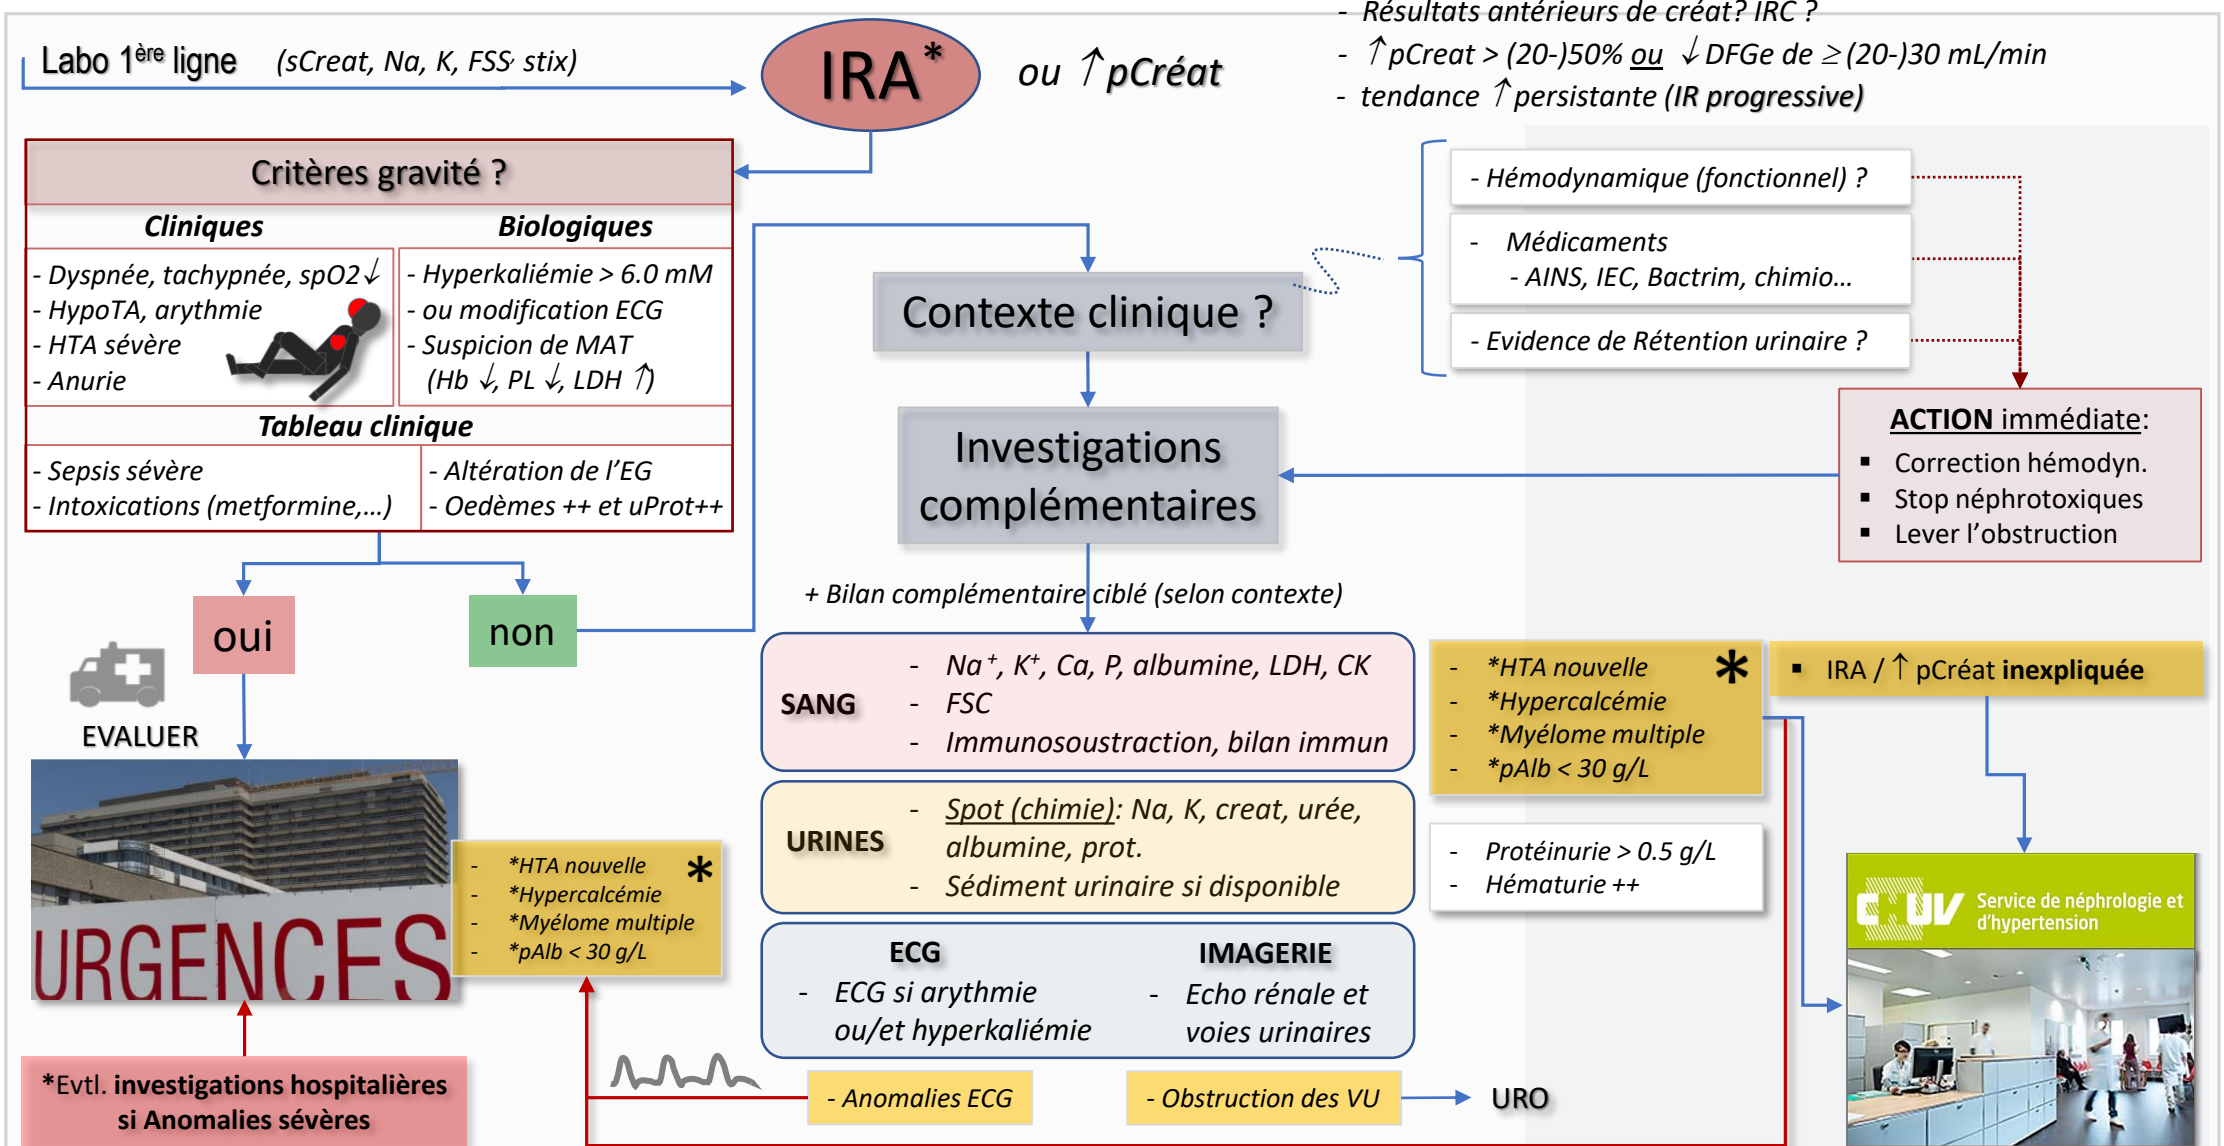 - Résultats antérieurs de créat? IRC ?
- ↑ pCreat > (20-)50% ou ↓ DFGe de ≥ (20-)30 mL/min
- tendance ↑ persistante (IR progressive)
Labo 1ère ligne (sCreat, Na, K, FSS, stix)
IRA*
ou ↑ pCréat
Critères gravité ?
Cliniques
- Dyspnée, tachypnée, spO2↓
- HypoTA, arythmie
- HTA sévère
- Anurie
Biologiques
- Hyperkaliémie > 6.0 mM
- ou modification ECG
- Suspicion de MAT
(Hb ↓, PL ↓, LDH ↑)
Tableau clinique
- Sepsis sévère
- Intoxications (metformine,...)
- Altération de l'EG
- Oedèmes ++ et uProt++
oui
non
EVALUER
URGENCES
- *HTA nouvelle
- *Hypercalcémie
- *Myélome multiple
- *pAlb < 30 g/L
*
*Evtl. investigations hospitalières
si Anomalies sévères
Contexte clinique ?
- Hémodynamique (fonctionnel) ?
- Médicaments
- AINS, IEC, Bactrim, chimio...
- Evidence de Rétention urinaire ?
ACTION immédiate:
▪ Correction hémodyn.
▪ Stop néphrotoxiques
▪ Lever l'obstruction
Investigations
complémentaires
+ Bilan complémentaire ciblé (selon contexte)
SANG
- Na+, K+, Ca, P, albumine, LDH, CK
- FSC
- Immunosoustraction, bilan immun
URINES
- Spot (chimie): Na, K, creat, urée,
albumine, prot.
- Sédiment urinaire si disponible
ECG
- ECG si arythmie
ou/et hyperkaliémie
IMAGERIE
- Echo rénale et
voies urinaires
- Anomalies ECG
- Obstruction des VU
URO
- *HTA nouvelle
- *Hypercalcémie
- *Myélome multiple
- *pAlb < 30 g/L
*
- Protéinurie > 0.5 g/L
- Hématurie ++
▪ IRA / ↑ pCréat inexpliquée
CHUV
Service de néphrologie et
d'hypertension